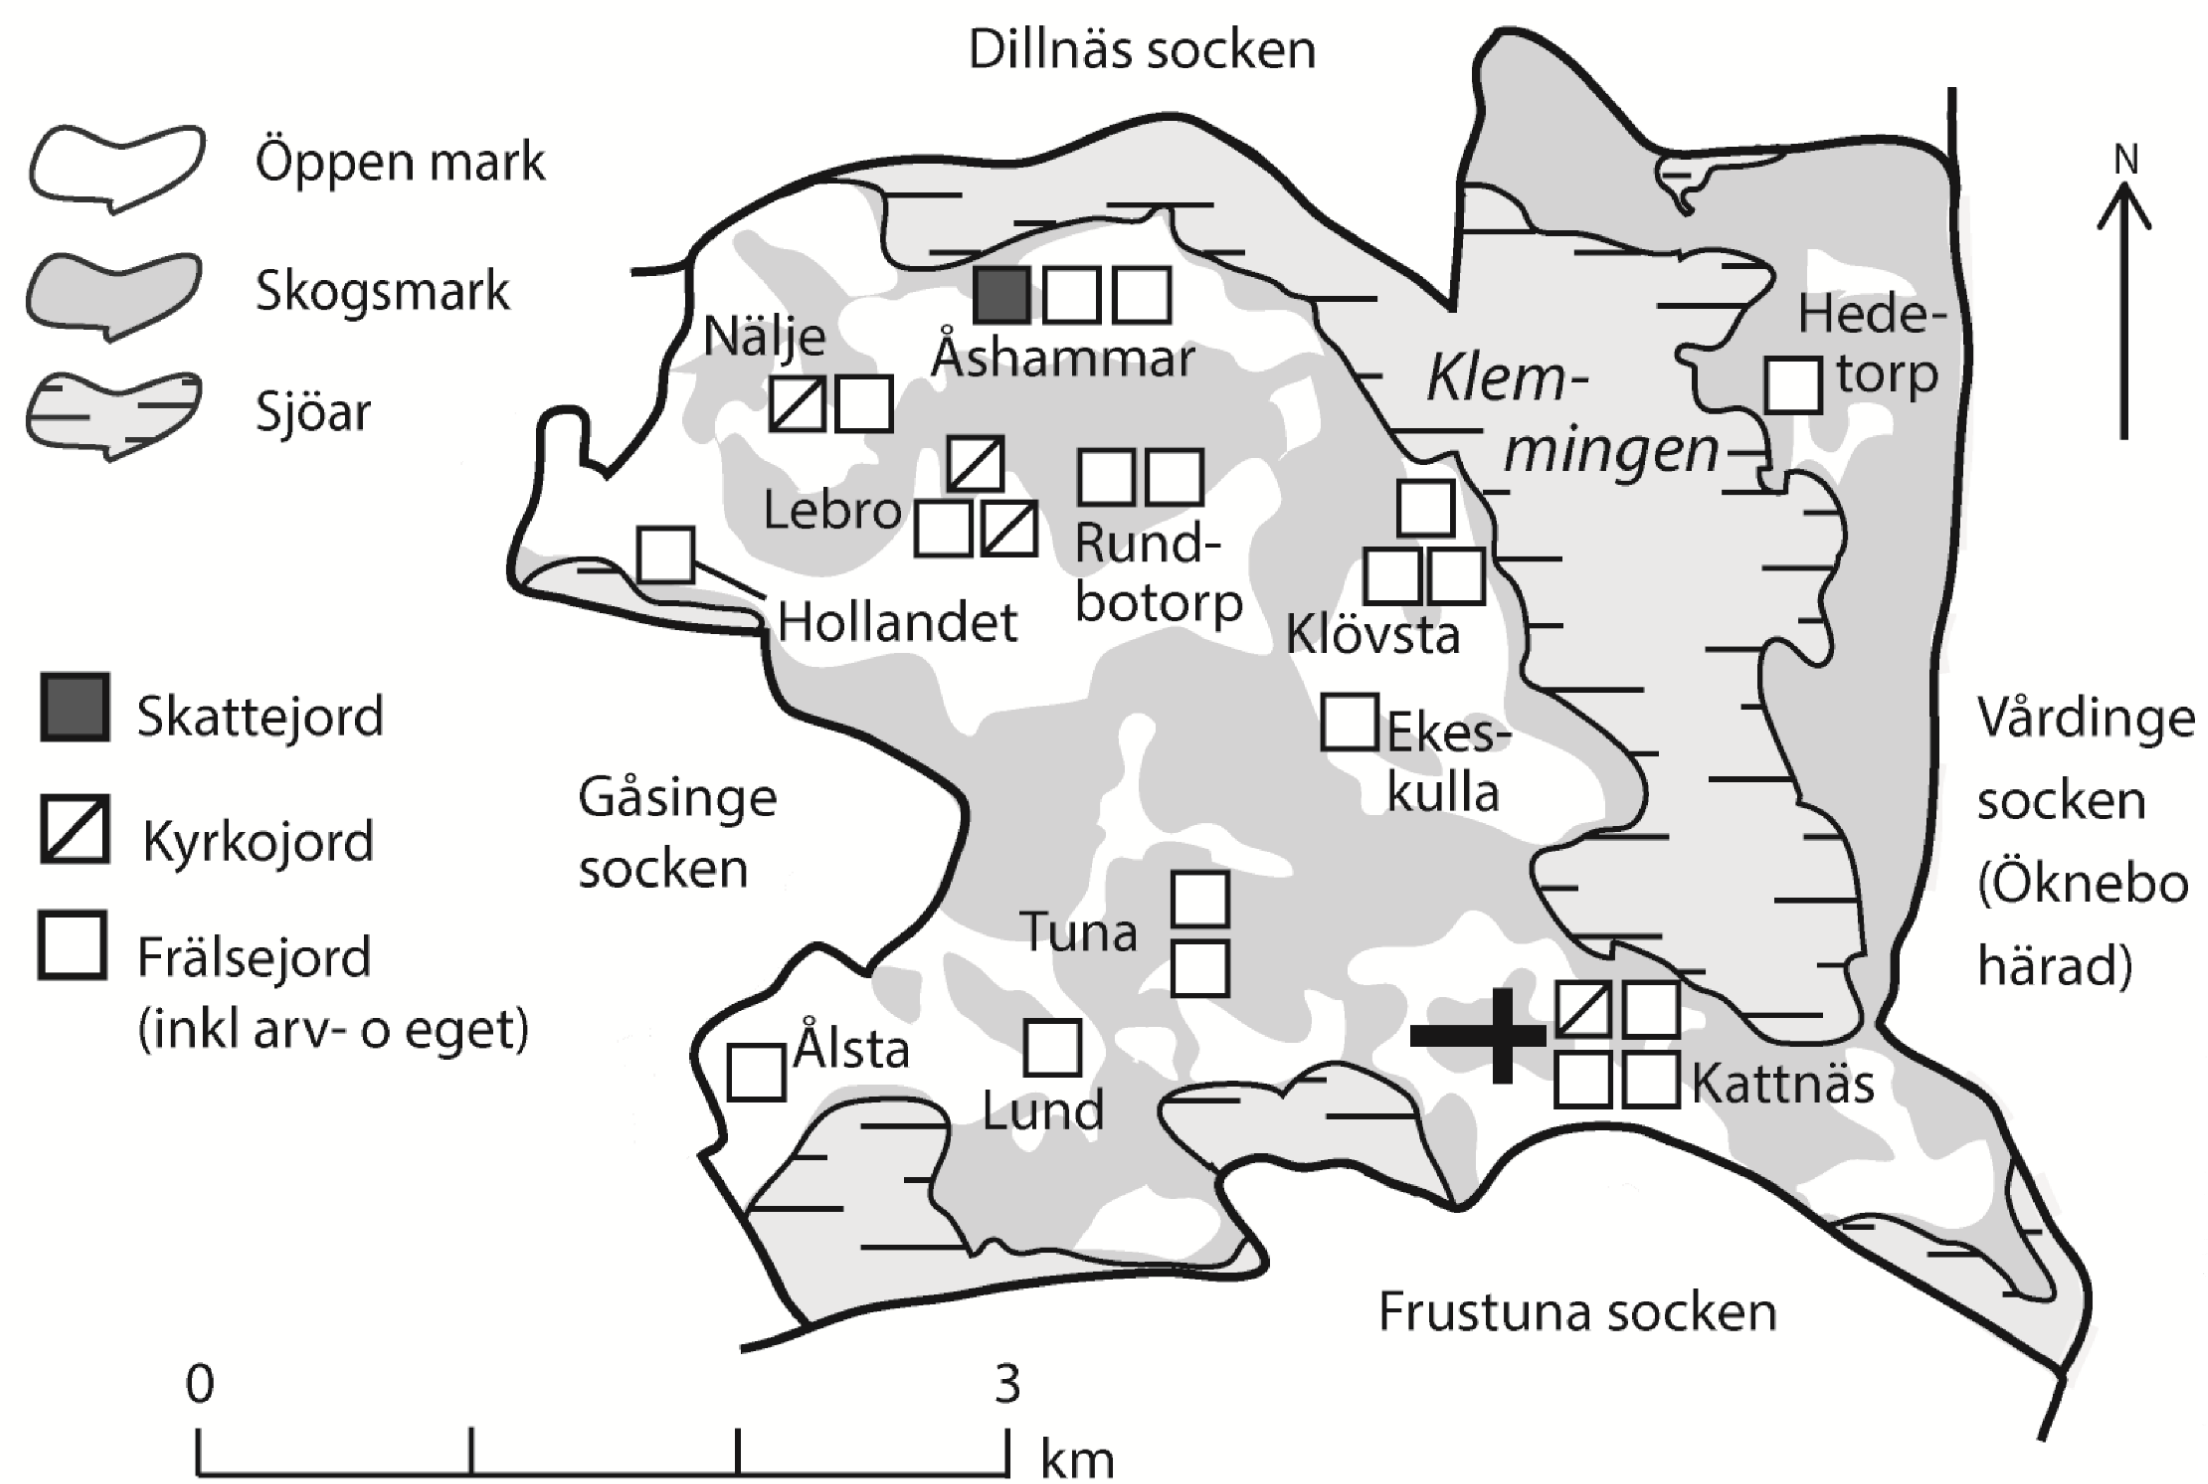 Dillnäs socken
Öppen mark
Skogsmark
Sjöar
N
Nälje
Åshammar
Klem-
mingen
Hede-
torp
Lebro
Rund-
botorp
Hollandet
Klövsta
Ekes-
kulla
Skattejord
Kyrkojord
Frälsejord
(inkl arv- o eget)
Gåsinge
socken
Vårdinge
socken
(Öknebo
härad)
Tuna
Ålsta
Lund
Kattnäs
Frustuna socken
0 3
km